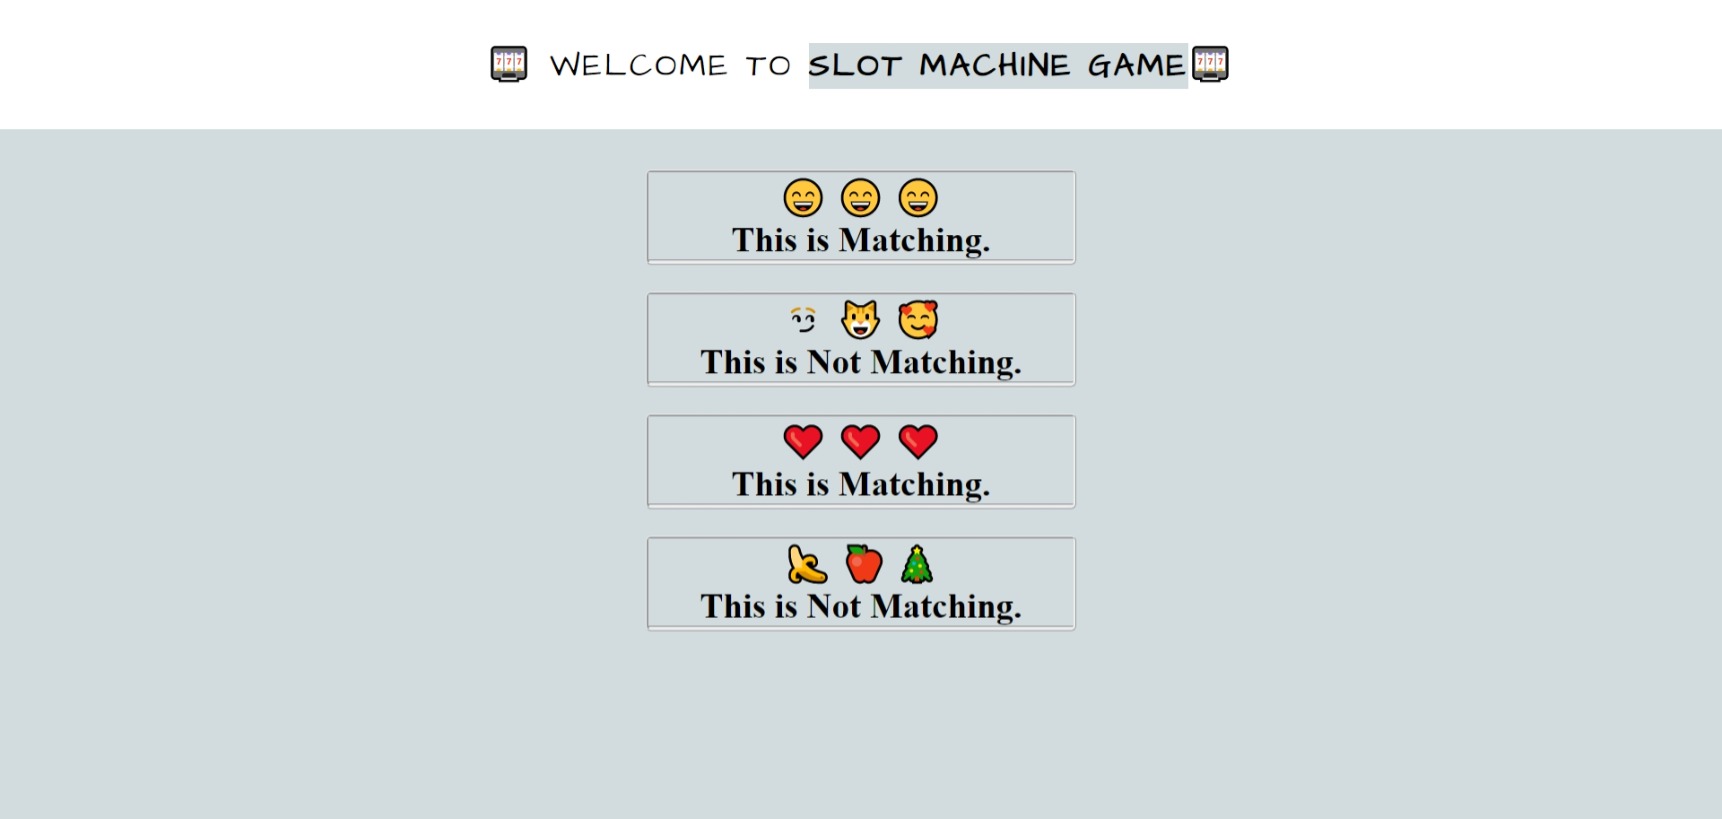 🎰 WELCOME TO SLOT MACHINE GAME🎰
😄 😄 😄
This is Matching.
😏 🐱 🥰
This is Not Matching.
❤️ ❤️ ❤️
This is Matching.
🍌 🍎 🎄
This is Not Matching.